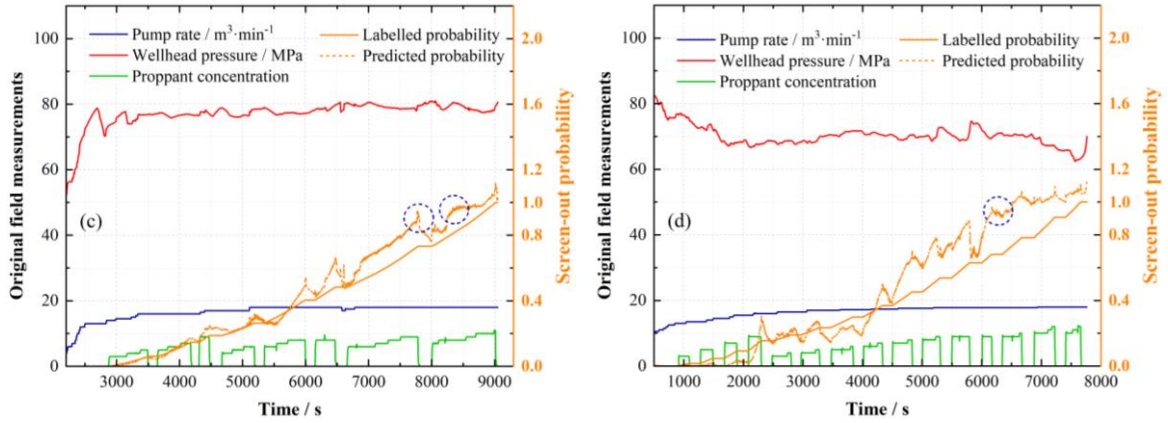 Original field measurements
0
20
40
60
80
100
Pump rate / m³·min⁻¹
Wellhead pressure / MPa
Proppant concentration
Labelled probability
Predicted probability
(c)
3000 4000 5000 6000 7000 8000 9000
Time / s
0.0
0.4
0.8
1.2
1.6
2.0
Screen-out probability
Original field measurements
0
20
40
60
80
100
Pump rate / m³·min⁻¹
Wellhead pressure / MPa
Proppant concentration
Labelled probability
Predicted probability
(d)
1000 2000 3000 4000 5000 6000 7000 8000
Time / s
0.0
0.4
0.8
1.2
1.6
2.0
Screen-out probability